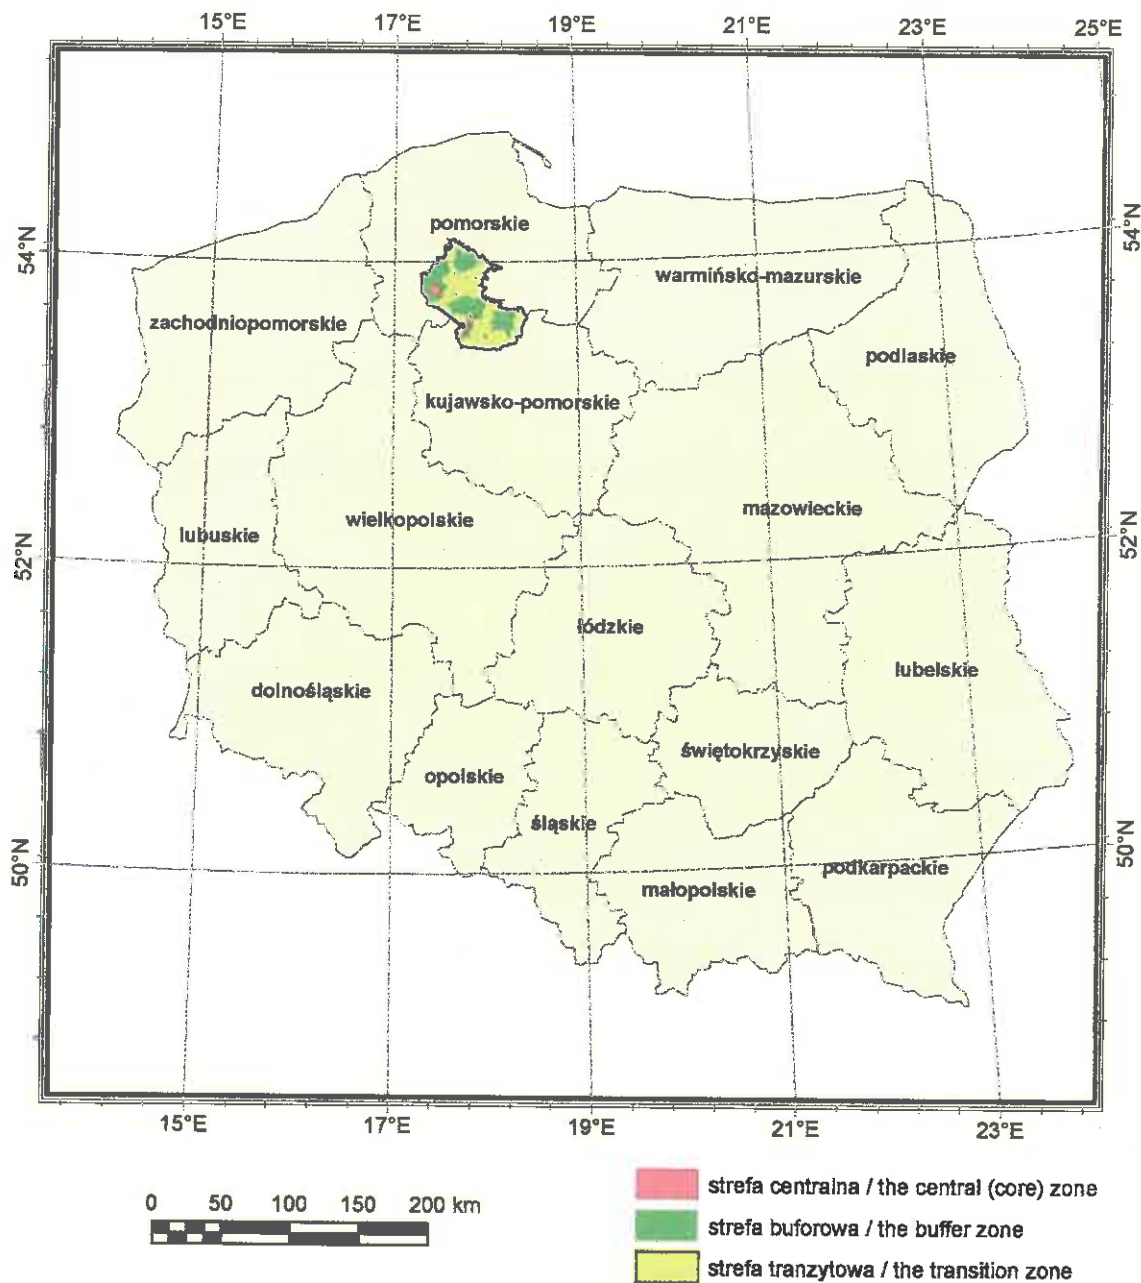 15°E 17°E 19°E 21°E 23°E 25°E
pomorskie
54°N 54°N
warmińsko-mazurskie
zachodniopomorskie
podlaskie
kujawsko-pomorskie
mazowieckie
wielkopolskie
lubuskie
52°N 52°N
łódzkie
lubelskie
dolnośląskie
świętokrzyskie
opolskie
śląskie
50°N 50°N
podkarpackie
małopolskie
15°E 17°E 19°E 21°E 23°E
0 50 100 150 200 km
strefa centralna / the central (core) zone
strefa buforowa / the buffer zone
strefa tranzytowa / the transition zone